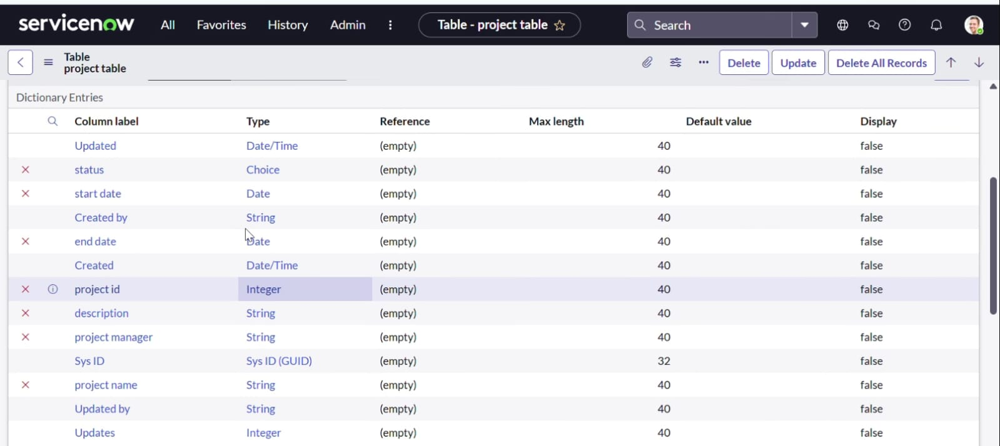 servicenow All Favorites History Admin Table - project table Search
Table
project table
Delete Update Delete All Records
Dictionary Entries
Column label Type Reference Max length Default value Display
Updated Date/Time (empty) 40 false
status Choice (empty) 40 false
start date Date (empty) 40 false
Created by String (empty) 40 false
end date Date (empty) 40 false
Created Date/Time (empty) 40 false
project id Integer (empty) 40 false
description String (empty) 40 false
project manager String (empty) 40 false
Sys ID Sys ID (GUID) (empty) 32 false
project name String (empty) 40 false
Updated by String (empty) 40 false
Updates Integer (empty) 40 false